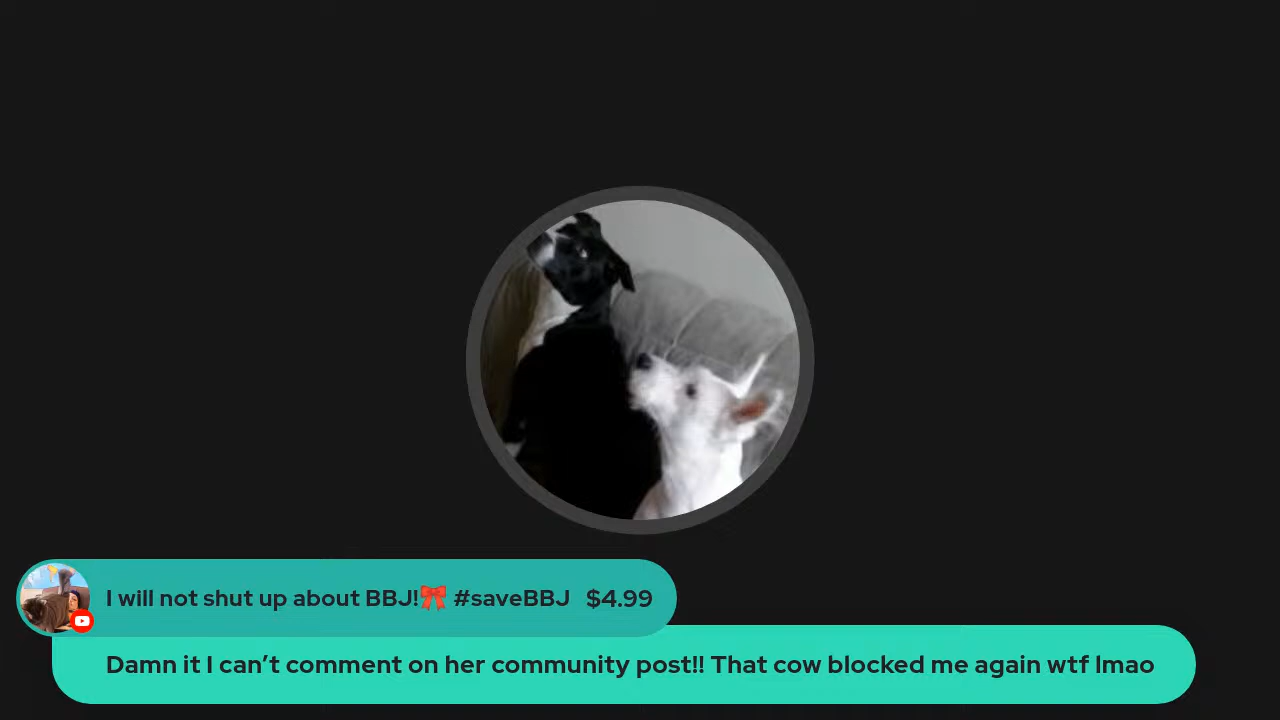 I will not shut up about BBJ!🎀 #saveBBJ $4.99
Damn it I can’t comment on her community post!! That cow blocked me again wtf lmao